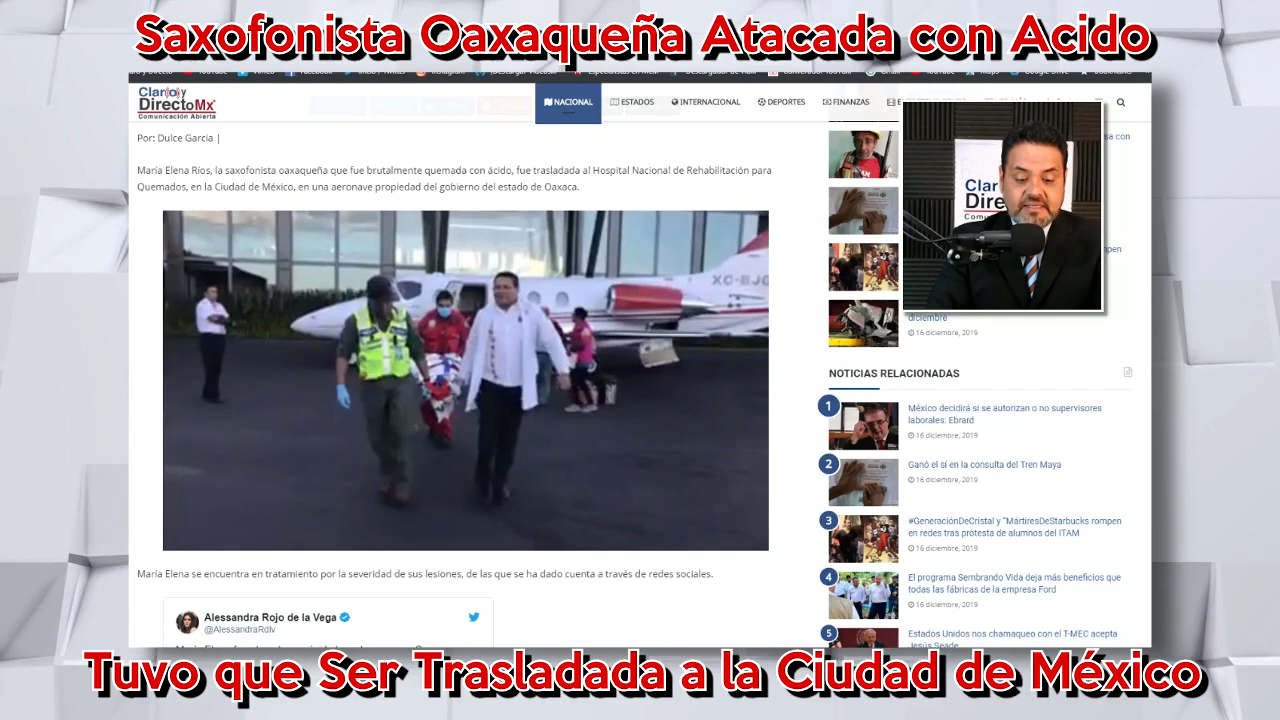 Saxofonista Oaxaqueña Atacada con Acido
Claro y
DirectoMx
Comunicación Abierta
NACIONAL
ESTADOS
INTERNACIONAL
DEPORTES
FINANZAS
Por: Dulce Garcia |
María Elena Ríos, la saxofonista oaxaqueña que fue brutalmente quemada con ácido, fue trasladada al Hospital Nacional de Rehabilitación para
Quemados, en la Ciudad de México, en una aeronave propiedad del gobierno del estado de Oaxaca.
María Elena se encuentra en tratamiento por la severidad de sus lesiones, de las que se ha dado cuenta a través de redes sociales.
Alessandra Rojo de la Vega
@AlessandraRdlv
diciembre
16 diciembre, 2019
NOTICIAS RELACIONADAS
1
México decidirá si se autorizan o no supervisores
laborales: Ebrard
16 diciembre, 2019
2
Ganó el sí en la consulta del Tren Maya
16 diciembre, 2019
3
#GeneraciónDeCristal y "MártiresDeStarbucks rompen
en redes tras protesta de alumnos del ITAM
16 diciembre, 2019
4
El programa Sembrando Vida deja más beneficios que
todas las fábricas de la empresa Ford
16 diciembre, 2019
5
Estados Unidos nos chamaqueo con el T-MEC acepta
Jesús Seade
Tuvo que Ser Trasladada a la Ciudad de México